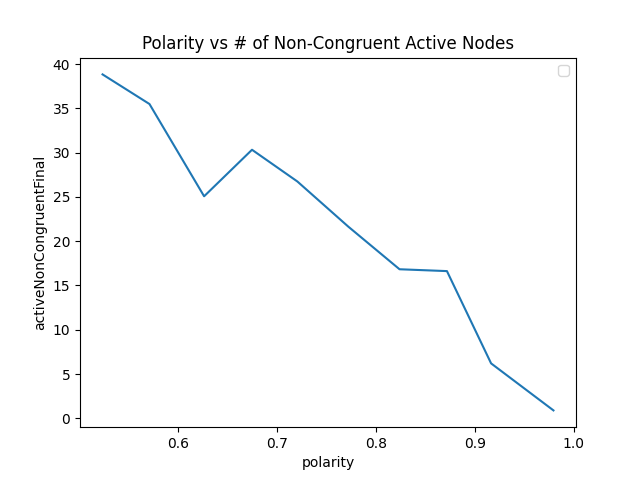 Polarity vs # of Non-Congruent Active Nodes
40
35
30
25
20
15
10
5
0
activeNonCongruentFinal
0.6 0.7 0.8 0.9 1.0
polarity